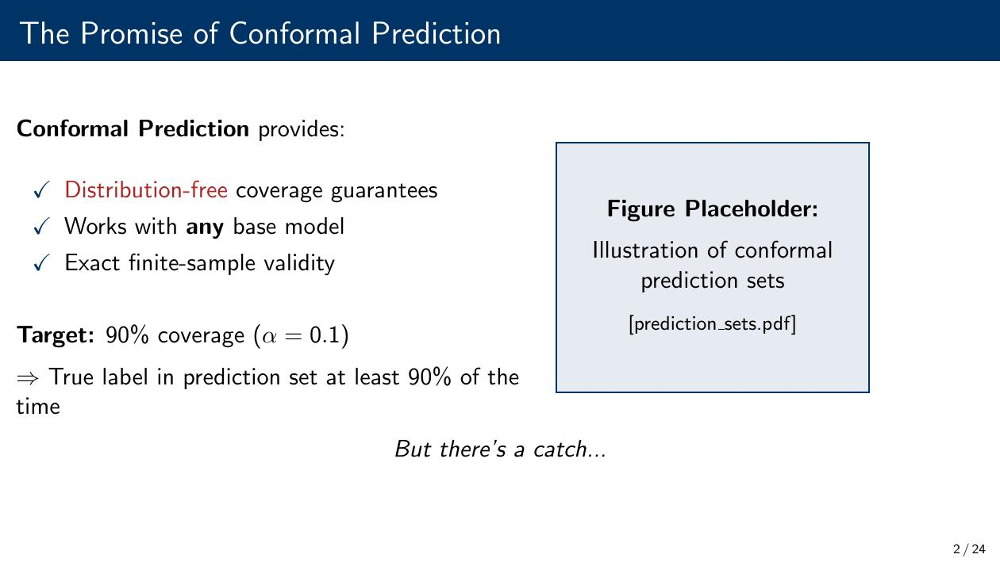 The Promise of Conformal Prediction
Conformal Prediction provides:
✓ Distribution-free coverage guarantees
✓ Works with any base model
✓ Exact finite-sample validity
Target: 90% coverage (α = 0.1)
⇒ True label in prediction set at least 90% of the
time
Figure Placeholder:
Illustration of conformal
prediction sets
[prediction_sets.pdf]
But there's a catch...
2 / 24